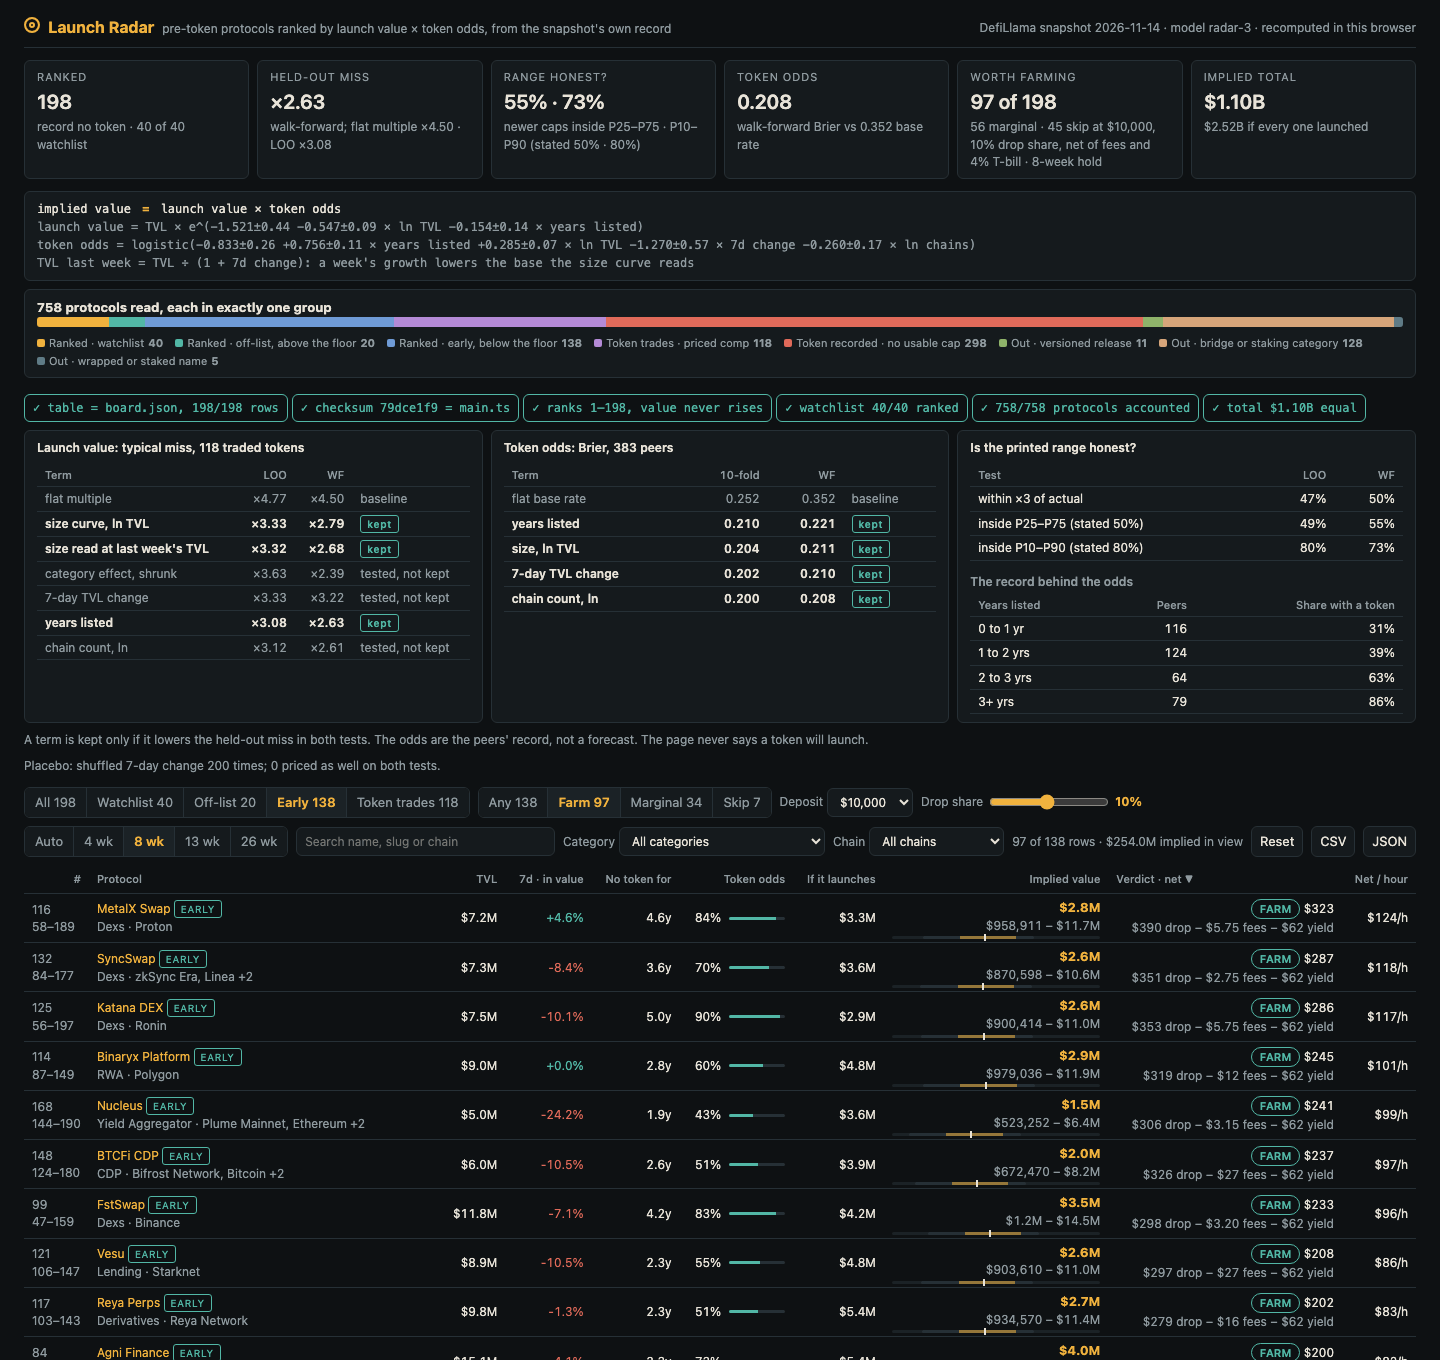 Launch Radar pre-token protocols ranked by launch value × token odds, from the snapshot's own record
DefiLlama snapshot 2026-11-14 · model radar-3 · recomputed in this browser
RANKED
198
record no token · 40 of 40
watchlist
HELD-OUT MISS
×2.63
walk-forward; flat multiple ×4.50 ·
LOO ×3.08
RANGE HONEST?
55% · 73%
newer caps inside P25–P75 · P10–
P90 (stated 50% · 80%)
TOKEN ODDS
0.208
walk-forward Brier vs 0.352 base
rate
WORTH FARMING
97 of 198
56 marginal · 45 skip at $10,000,
10% drop share, net of fees and
4% T-bill · 8-week hold
IMPLIED TOTAL
$1.10B
$2.52B if every one launched
implied value = launch value × token odds
launch value = TVL × e^(−1.521±0.44 −0.547±0.09 × ln TVL −0.154±0.14 × years listed)
token odds = logistic(−0.833±0.26 +0.756±0.11 × years listed +0.285±0.07 × ln TVL −1.270±0.57 × 7d change −0.260±0.17 × ln chains)
TVL last week = TVL ÷ (1 + 7d change): a week's growth lowers the base the size curve reads
758 protocols read, each in exactly one group
Ranked · watchlist 40 Ranked · off-list, above the floor 20 Ranked · early, below the floor 138 Token trades · priced comp 118 Token recorded · no usable cap 298 Out · versioned release 11 Out · bridge or staking category 128
Out · wrapped or staked name 5
✓ table = board.json, 198/198 rows ✓ checksum 79dce1f9 = main.ts ✓ ranks 1–198, value never rises ✓ watchlist 40/40 ranked ✓ 758/758 protocols accounted ✓ total $1.10B equal
Launch value: typical miss, 118 traded tokens
Term LOO WF
flat multiple ×4.77 ×4.50 baseline
size curve, ln TVL ×3.33 ×2.79 kept
size read at last week's TVL ×3.32 ×2.68 kept
category effect, shrunk ×3.63 ×2.39 tested, not kept
7-day TVL change ×3.33 ×3.22 tested, not kept
years listed ×3.08 ×2.63 kept
chain count, ln ×3.12 ×2.61 tested, not kept
Token odds: Brier, 383 peers
Term 10-fold WF
flat base rate 0.252 0.352 baseline
years listed 0.210 0.221 kept
size, ln TVL 0.204 0.211 kept
7-day TVL change 0.202 0.210 kept
chain count, ln 0.200 0.208 kept
Is the printed range honest?
Test LOO WF
within ×3 of actual 47% 50%
inside P25–P75 (stated 50%) 49% 55%
inside P10–P90 (stated 80%) 80% 73%
The record behind the odds
Years listed Peers Share with a token
0 to 1 yr 116 31%
1 to 2 yrs 124 39%
2 to 3 yrs 64 63%
3+ yrs 79 86%
A term is kept only if it lowers the held-out miss in both tests. The odds are the peers' record, not a forecast. The page never says a token will launch.
Placebo: shuffled 7-day change 200 times; 0 priced as well on both tests.
All 198 Watchlist 40 Off-list 20 Early 138 Token trades 118 Any 138 Farm 97 Marginal 34 Skip 7 Deposit $10,000 Drop share 10%
Auto 4 wk 8 wk 13 wk 26 wk Search name, slug or chain Category All categories Chain All chains 97 of 138 rows · $254.0M implied in view Reset CSV JSON
# Protocol TVL 7d · in value No token for Token odds If it launches Implied value Verdict · net ▼ Net / hour
116 MetalX Swap EARLY $7.2M +4.6% 4.6y 84% $3.3M $2.8M FARM $323 $124/h
58–189 Dexs · Proton $958,911 – $11.7M $390 drop – $5.75 fees – $62 yield
132 SyncSwap EARLY $7.3M -8.4% 3.6y 70% $3.6M $2.6M FARM $287 $118/h
84–177 Dexs · zkSync Era, Linea +2 $870,598 – $10.6M $351 drop – $2.75 fees – $62 yield
125 Katana DEX EARLY $7.5M -10.1% 5.0y 90% $2.9M $2.6M FARM $286 $117/h
56–197 Dexs · Ronin $900,414 – $11.0M $353 drop – $5.75 fees – $62 yield
114 Binaryx Platform EARLY $9.0M +0.0% 2.8y 60% $4.8M $2.9M FARM $245 $101/h
87–149 RWA · Polygon $979,036 – $11.9M $319 drop – $12 fees – $62 yield
168 Nucleus EARLY $5.0M -24.2% 1.9y 43% $3.6M $1.5M FARM $241 $99/h
144–190 Yield Aggregator · Plume Mainnet, Ethereum +2 $523,252 – $6.4M $306 drop – $3.15 fees – $62 yield
148 BTCFi CDP EARLY $6.0M -10.5% 2.6y 51% $3.9M $2.0M FARM $237 $97/h
124–180 CDP · Bifrost Network, Bitcoin +2 $672,470 – $8.2M $326 drop – $27 fees – $62 yield
99 FstSwap EARLY $11.8M -7.1% 4.2y 83% $4.2M $3.5M FARM $233 $96/h
47–159 Dexs · Binance $1.2M – $14.5M $298 drop – $3.20 fees – $62 yield
121 Vesu EARLY $8.9M -10.5% 2.3y 55% $4.8M $2.6M FARM $208 $86/h
106–147 Lending · Starknet $903,610 – $11.0M $297 drop – $27 fees – $62 yield
117 Reya Perps EARLY $9.8M -1.3% 2.3y 51% $5.4M $2.7M FARM $202 $83/h
103–143 Derivatives · Reya Network $934,570 – $11.4M $279 drop – $16 fees – $62 yield
84 Agni Finance EARLY $4.0M FARM $200